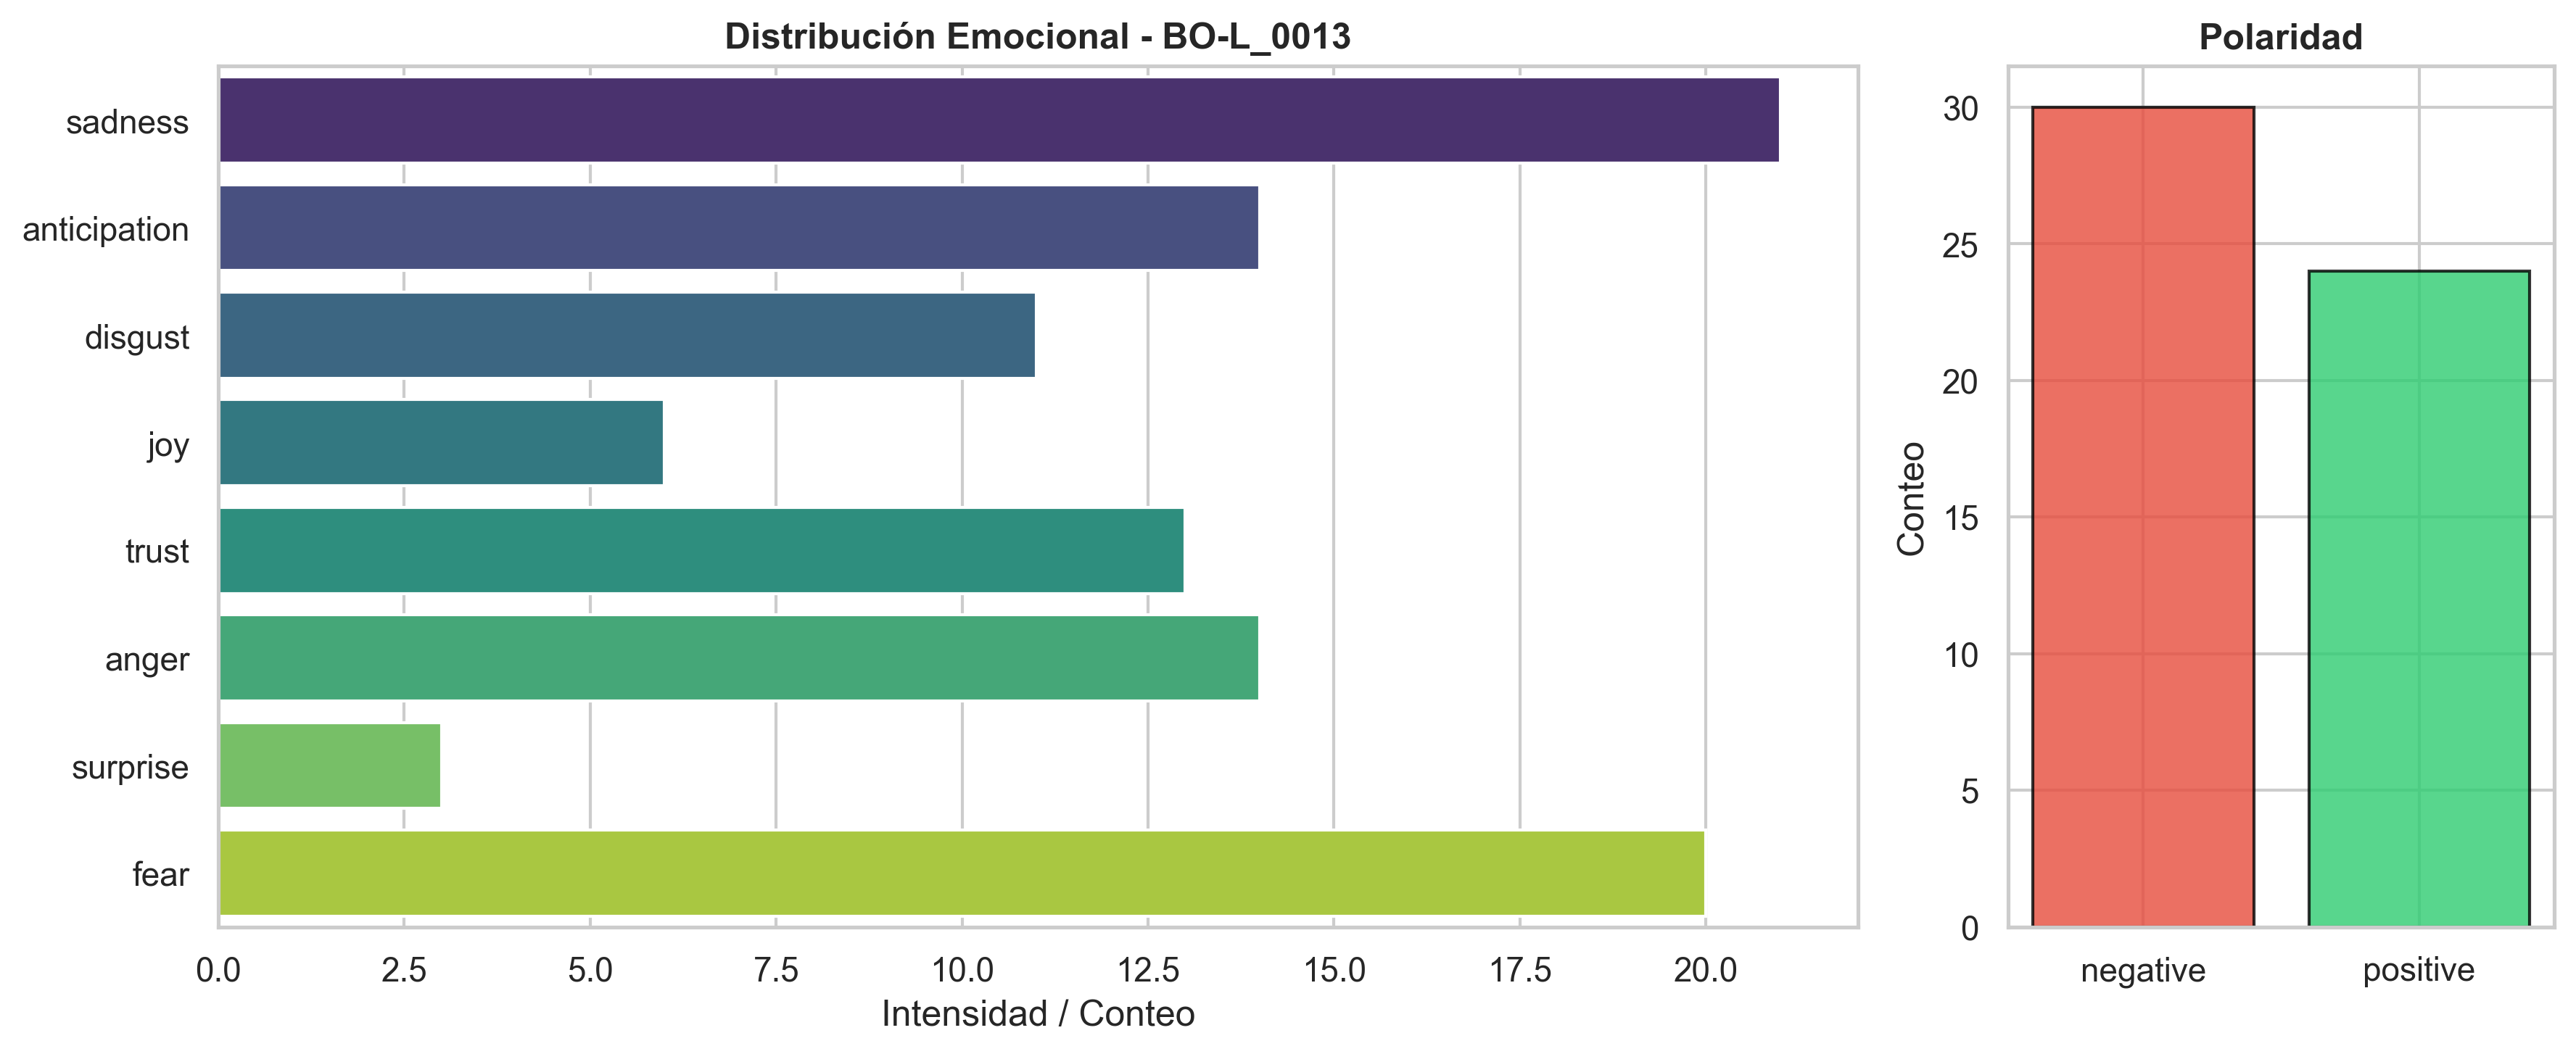 Distribución Emocional - BO-L_0013
sadness
anticipation
disgust
joy
trust
anger
surprise
fear
0.0 2.5 5.0 7.5 10.0 12.5 15.0 17.5 20.0
Intensidad / Conteo
Polaridad
Conteo
30
25
20
15
10
5
0
negative positive